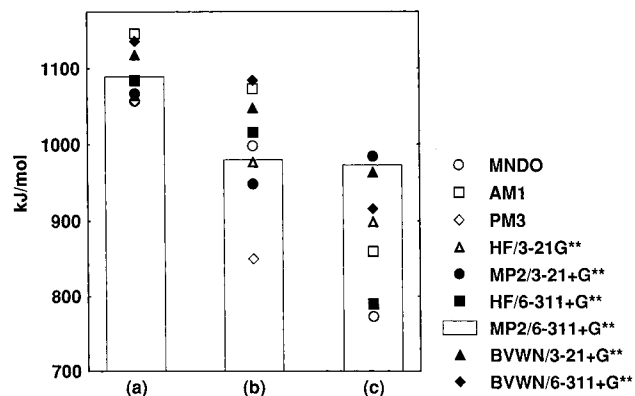 kJ/mol
1100
1000
900
800
700
(a)
(b)
(c)
MNDO
AM1
PM3
HF/3-21G**
MP2/3-21+G**
HF/6-311+G**
MP2/6-311+G**
BVWN/3-21+G**
BVWN/6-311+G**